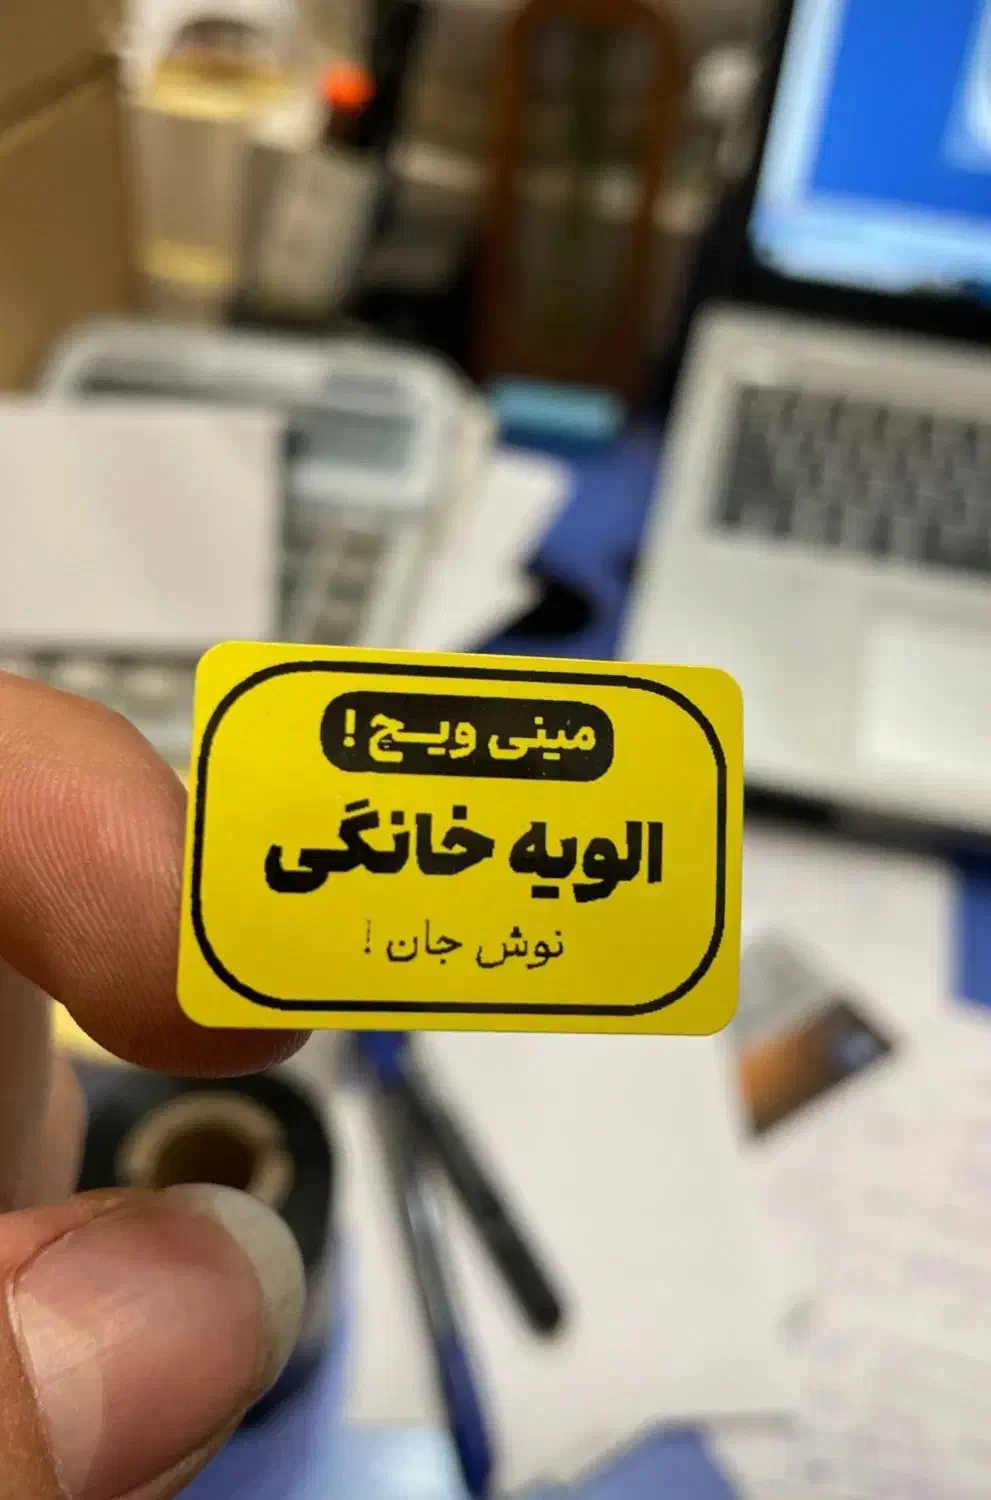 مینی ویچ !
الویه خانگی
نوش جان !